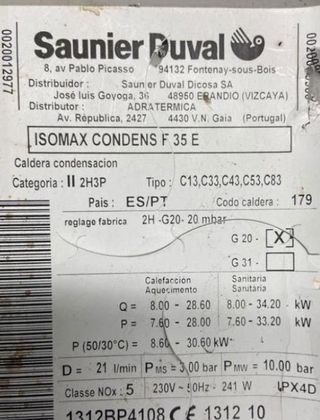 Saunier Duval
8, av Pablo Picasso 94132 Fontenay-sous-Bois
Distribuidor : Saunier Duval Dicosa SA
José luis Goyoga, 36 48950 ERANDIO (VIZCAYA)
Distributor : ADRATERMICA
Av. República, 2427 4430 V.N. Gaia (Portugal)
0020012977
ISOMAX CONDENS F 35 E
Caldera condensacion
Categoria : II 2H3P Tipo : C13,C33,C43,C53,C83
Pais : ES/PT Codo caldera : 179
reglage fabrica 2H -G20- 20 mbar
G 20 - [X]
G 31 -
Calefacción Sanitaria
Aquecimento Sanitaria
Q = 8.00 - 28.60 8.00 - 34.20 kW
P = 7.60 - 28.00 7.60 - 33.20 kW
P (50/30°C) = 8.60 - 30.60 kW
D = 21 l/min PMS = 3.00 bar PMW = 10.00 bar
Classe NOx : 5 230V ~ 50Hz - 241 W IPX4D
1312BP4108 CE 1312 10